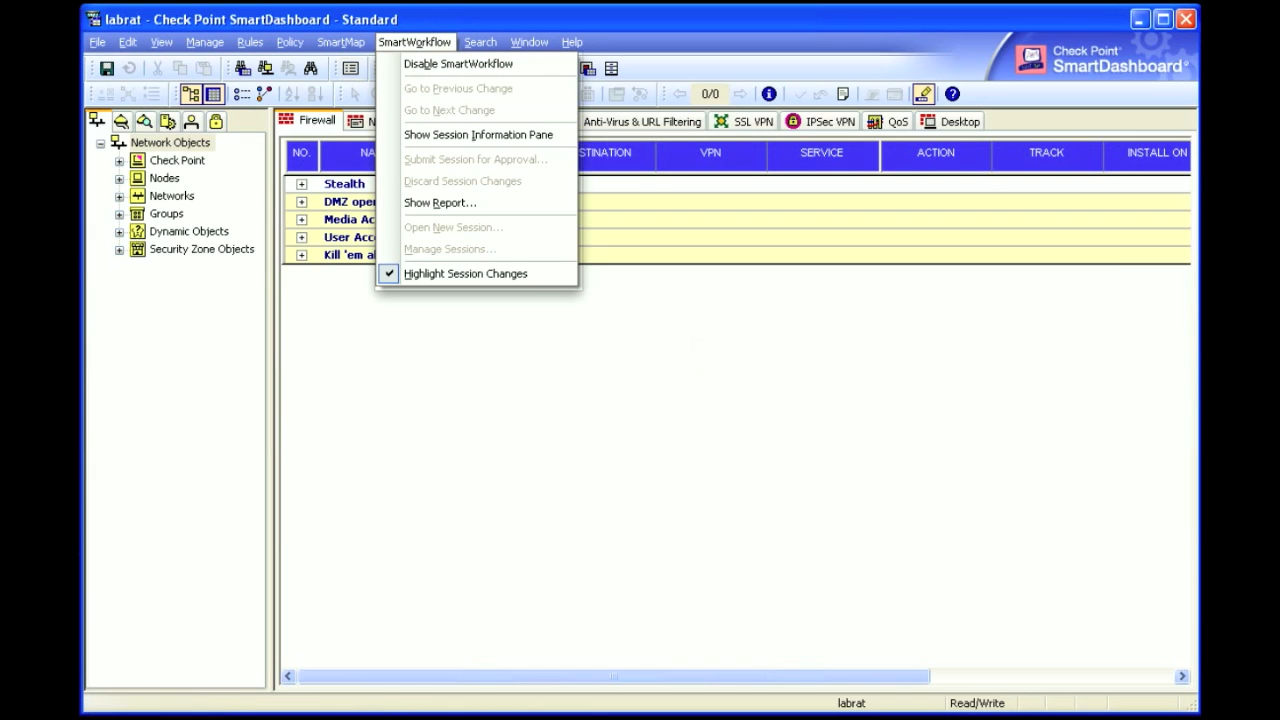 labrat - Check Point SmartDashboard - Standard
File Edit View Manage Rules Policy SmartMap SmartWorkflow Search Window Help
Check Point
SmartDashboard
Disable SmartWorkflow
Go to Previous Change
Go to Next Change
Show Session Information Pane
Submit Session for Approval...
Discard Session Changes
Show Report...
Open New Session...
Manage Sessions...
Highlight Session Changes
0/0
Firewall N Anti-Virus & URL Filtering SSL VPN IPSec VPN QoS Desktop
Network Objects
Check Point
Nodes
Networks
Groups
Dynamic Objects
Security Zone Objects
NO. NA STINATION VPN SERVICE ACTION TRACK INSTALL ON
Stealth
DMZ oper
Media Ac
User Acc
Kill 'em al
labrat Read/Write